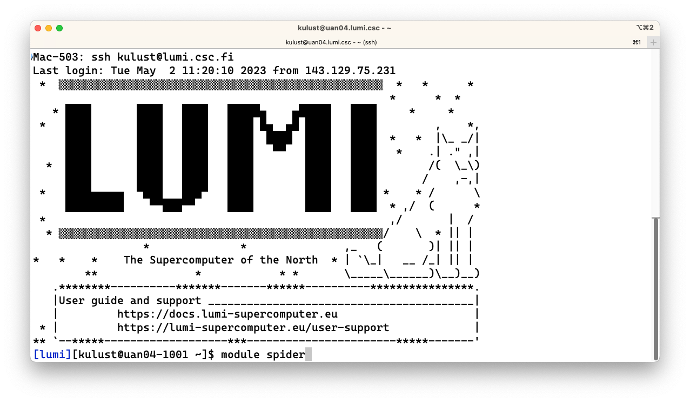 kulust@uan04.lumi.csc - ~
⌥⌘2
kulust@uan04.lumi.csc - ~ (ssh)
⌘1
Mac-503: ssh kulust@lumi.csc.fi
Last login: Tue May  2 11:20:10 2023 from 143.129.75.231
LUMI
The Supercomputer of the North
User guide and support
https://docs.lumi-supercomputer.eu
https://lumi-supercomputer.eu/user-support
[lumi][kulust@uan04-1001 ~]$ module spider